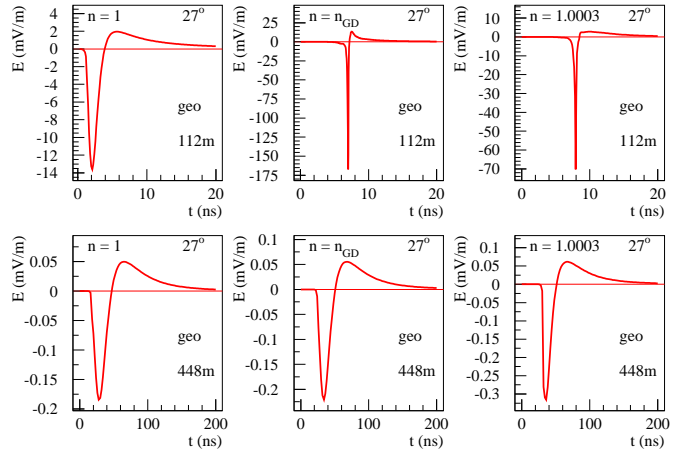 n = 1 27°
E (mV/m)
4
2
0
-2
-4
-6
-8
-10
-12
-14
geo
112m
0 10 20
t (ns)
n = nGD 27°
E (mV/m)
25
0
-25
-50
-75
-100
-125
-150
-175
geo
112m
0 10 20
t (ns)
n = 1.0003 27°
E (mV/m)
10
0
-10
-20
-30
-40
-50
-60
-70
geo
112m
0 10 20
t (ns)
n = 1 27°
E (mV/m)
0.05
0
-0.05
-0.1
-0.15
-0.2
geo
448m
0 100 200
t (ns)
n = nGD 27°
E (mV/m)
0.1
0.05
0
-0.05
-0.1
-0.15
-0.2
geo
448m
0 100 200
t (ns)
n = 1.0003 27°
E (mV/m)
0.1
0
-0.1
-0.2
-0.3
geo
448m
0 100 200
t (ns)